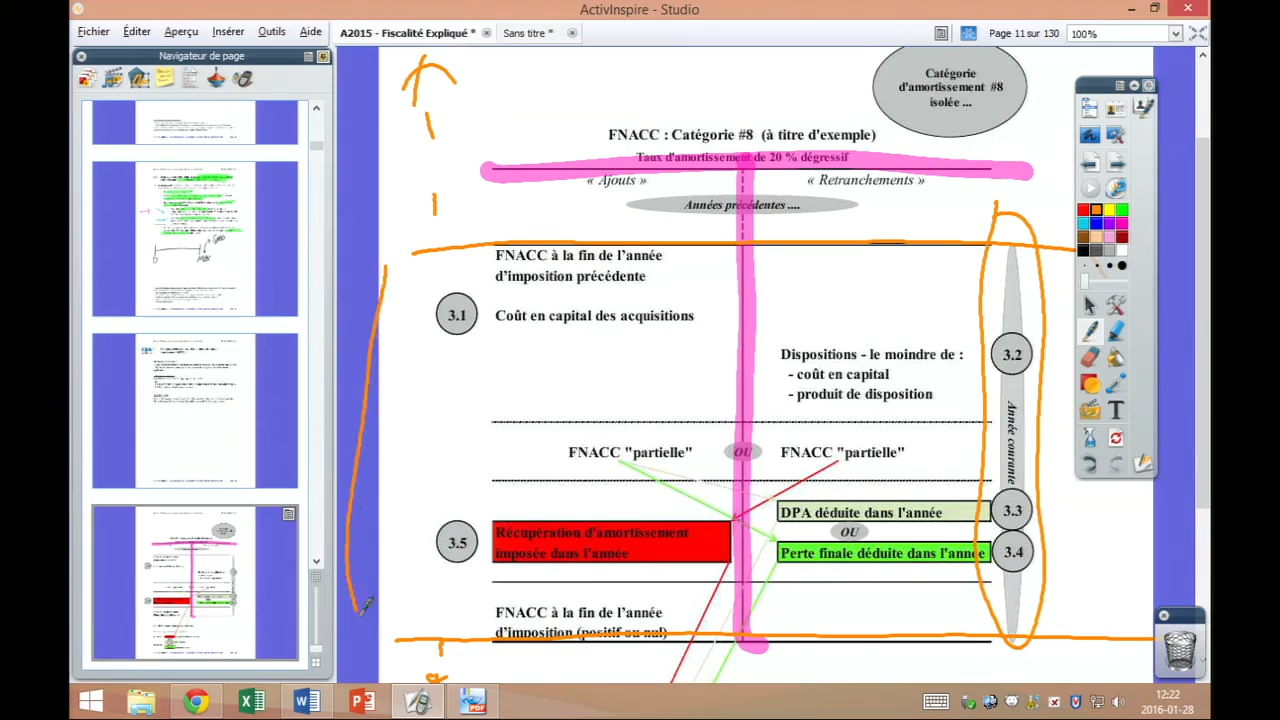 ActivInspire - Studio
Fichier Éditer Aperçu Insérer Outils Aide
A2015 - Fiscalité Expliqué *
Sans titre *
Page 11 sur 130
100%
Navigateur de page
Catégorie
d'amortissement #8
isolée ...
FNACC : Catégorie #8 (à titre d'exemple)
Taux d'amortissement de 20 % dégressif
« Ajouts »
« Retranchements »
Années précédentes ....
FNACC à la fin de l'année
d'imposition précédente
3.1
Coût en capital des acquisitions
Dispositions - le moindre de :
- coût en capital
- produit de disposition
3.2
Année courante
FNACC "partielle"
OU
FNACC "partielle"
DPA déduite dans l'année
3.3
OU
3.5
Récupération d'amortissement
imposée dans l'année
Perte finale déduite dans l'année
3.4
FNACC à la fin de l'année
d'imposition (positif ou nul)
12:22
2016-01-28